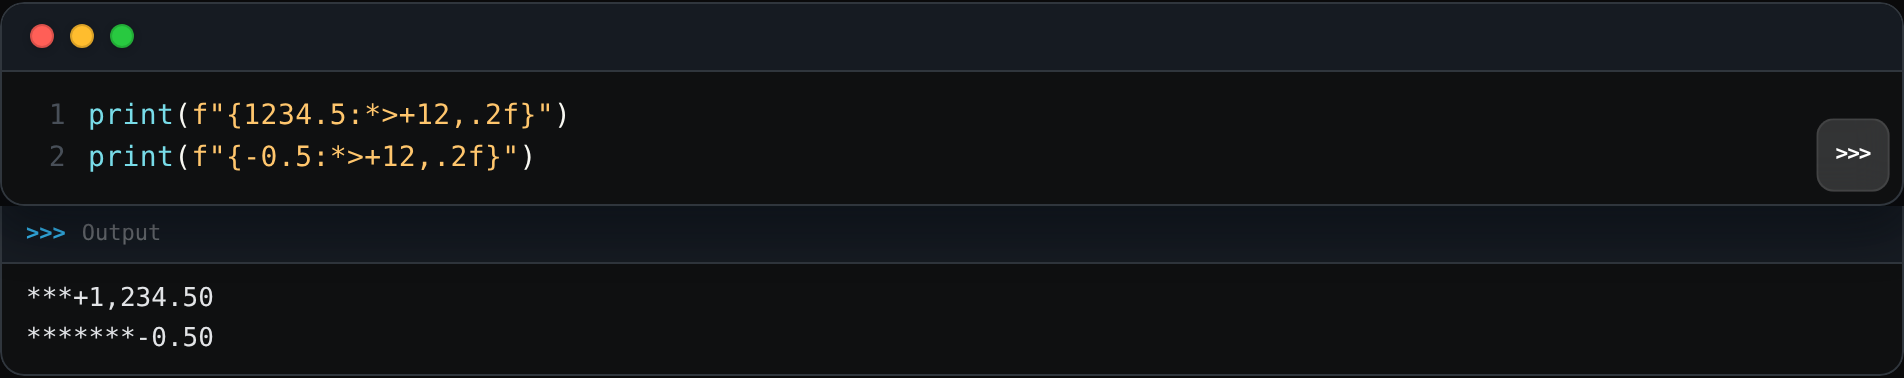 1 print(f"{1234.5:*>+12,.2f}")
2 print(f"{-0.5:*>+12,.2f}")
>>>
>>> Output
***+1,234.50
*******-0.50